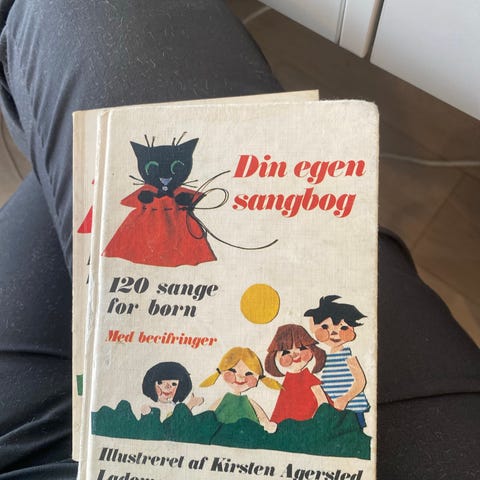 Din egen
sangbog
120 sange
for børn
Med becifringer
Illustreret af Kirsten Agersted